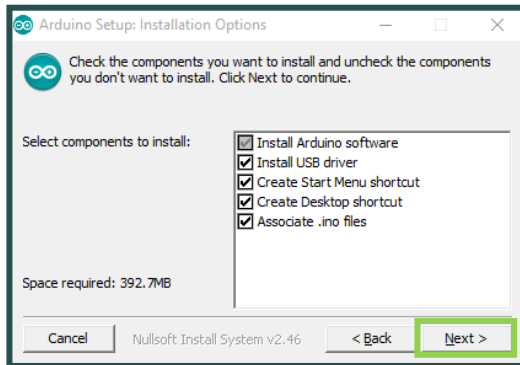 Arduino Setup: Installation Options
Check the components you want to install and uncheck the components
you don't want to install. Click Next to continue.
Select components to install:
Install Arduino software
Install USB driver
Create Start Menu shortcut
Create Desktop shortcut
Associate .ino files
Space required: 392.7MB
Cancel
Nullsoft Install System v2.46
< Back
Next >